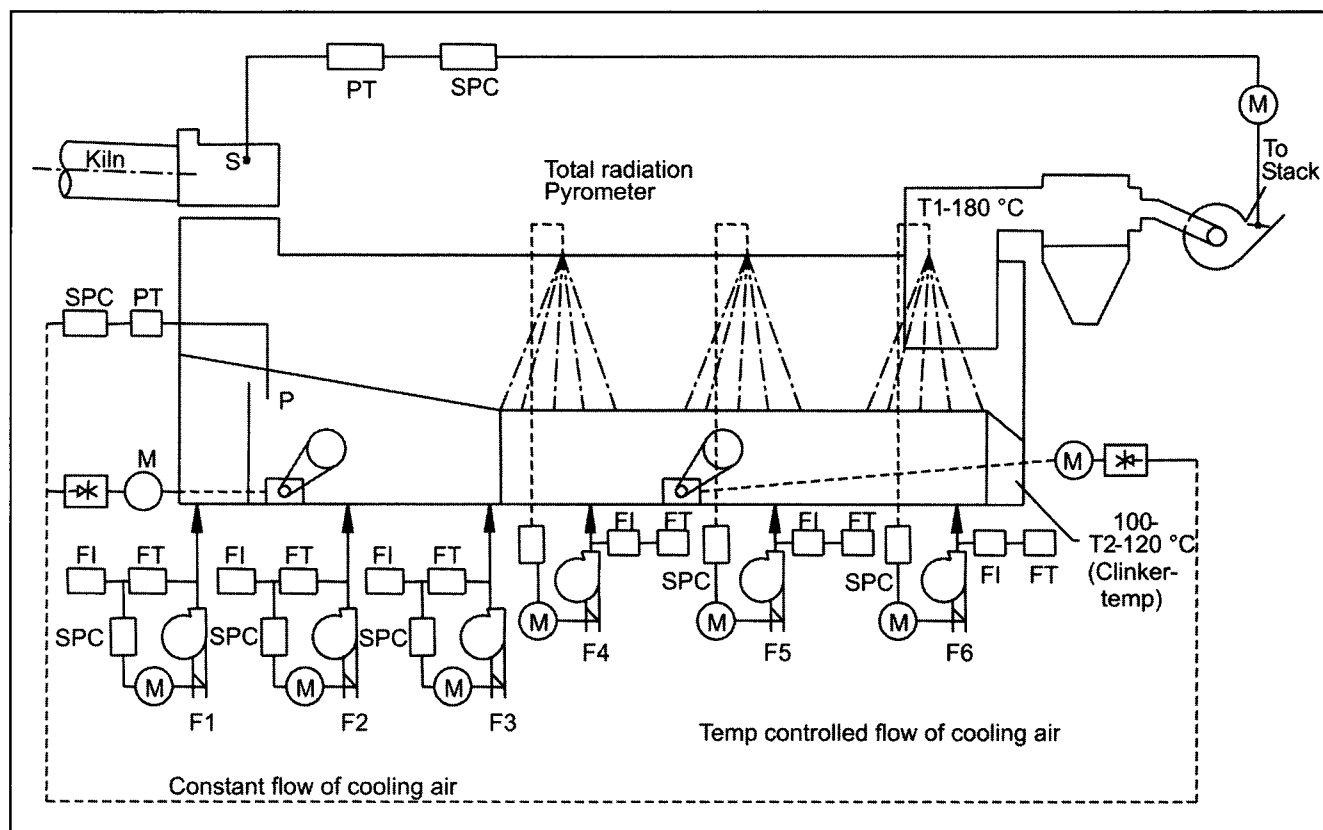 PT
SPC
M
Kiln
S
To
Stack
Total radiation
Pyrometer
T1-180 °C
SPC
PT
P
M
M
FI
FT
FI
FT
FI
FT
100-
T2-120 °C
(Clinker-
temp)
FI
FT
FI
FT
FI
FT
SPC
SPC
FI
FT
SPC
SPC
SPC
M
M
M
F4
F5
F6
M
M
M
F1
F2
F3
Temp controlled flow of cooling air
Constant flow of cooling air